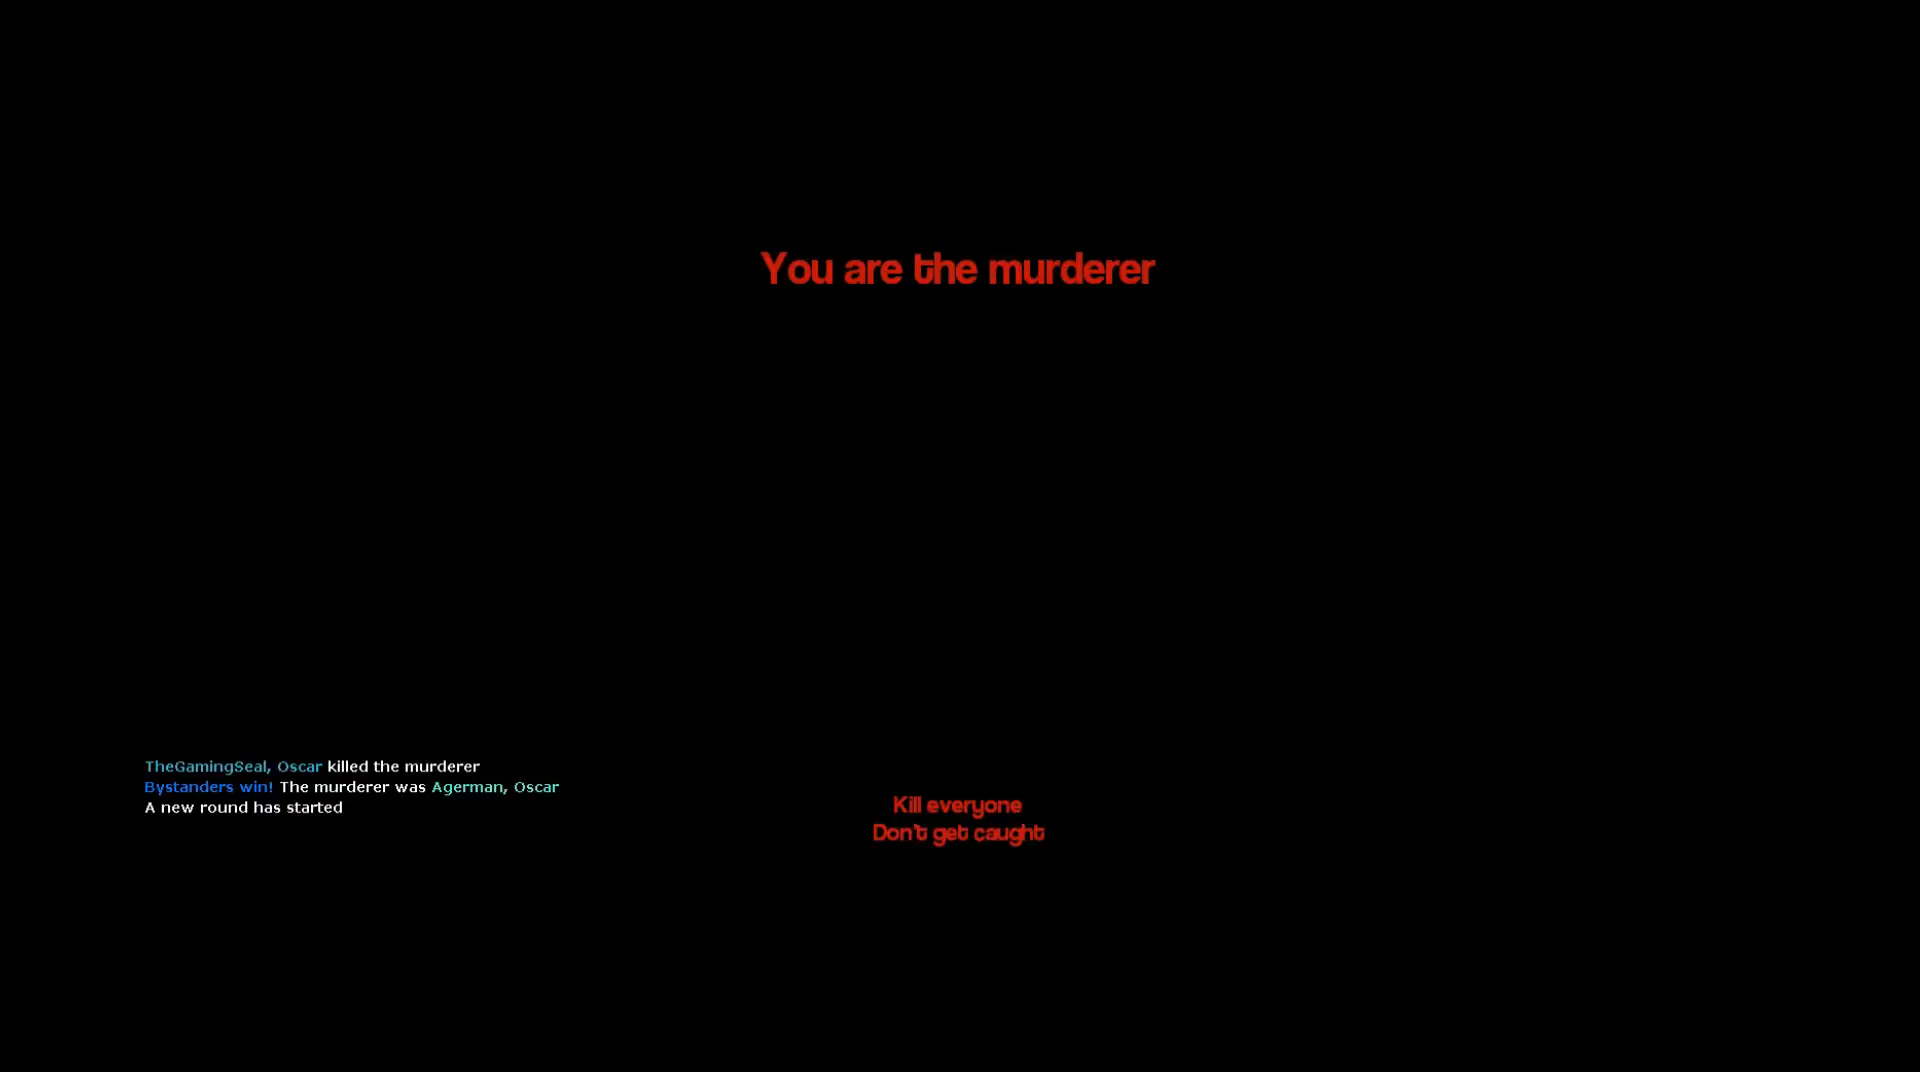 You are the murderer
TheGamingSeal, Oscar killed the murderer
Bystanders win! The murderer was Agerman, Oscar
A new round has started
Kill everyone
Don't get caught